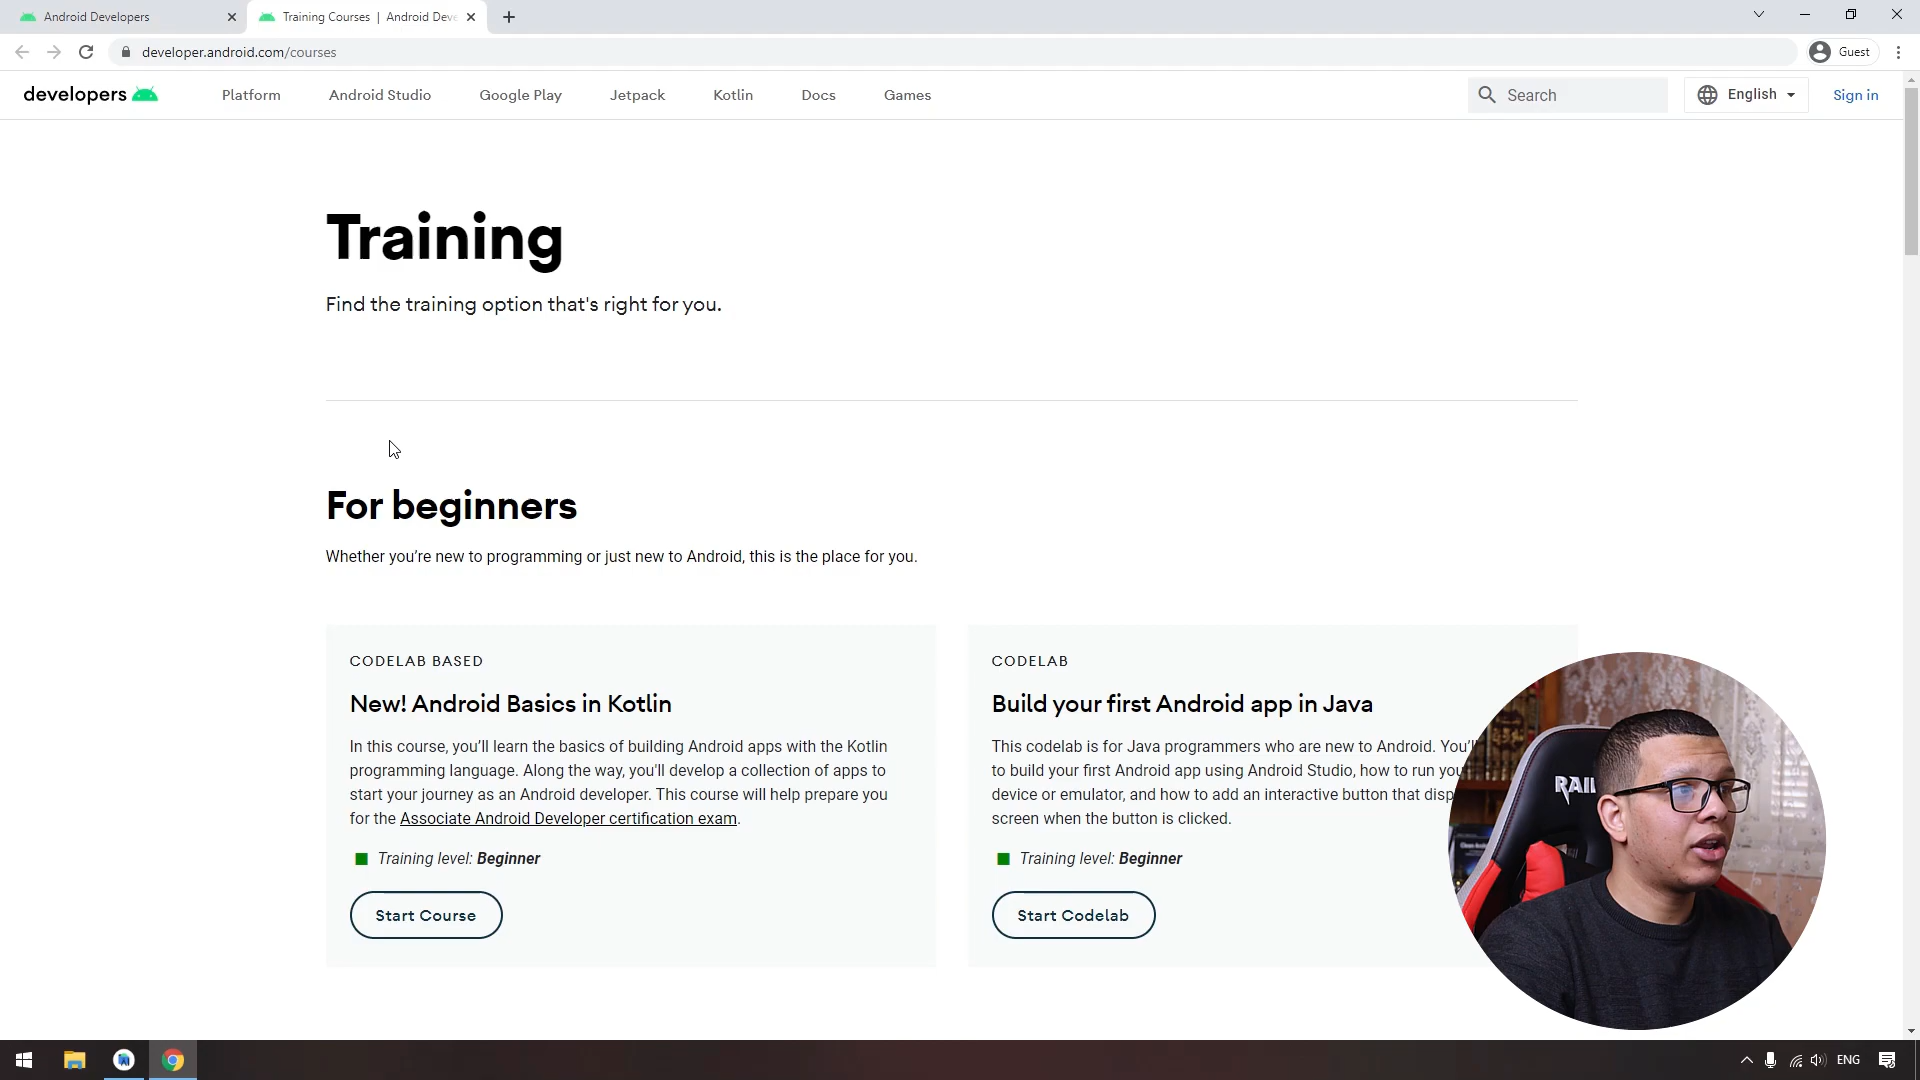 Android Developers
Training Courses | Android Deve
developer.android.com/courses
Guest
developers
Platform
Android Studio
Google Play
Jetpack
Kotlin
Docs
Games
Search
English
Sign in
Training
Find the training option that's right for you.
For beginners
Whether you’re new to programming or just new to Android, this is the place for you.
CODELAB BASED
New! Android Basics in Kotlin
In this course, you’ll learn the basics of building Android apps with the Kotlin
programming language. Along the way, you'll develop a collection of apps to
start your journey as an Android developer. This course will help prepare you
for the Associate Android Developer certification exam.
Training level: Beginner
Start Course
CODELAB
Build your first Android app in Java
This codelab is for Java programmers who are new to Android. You'l
to build your first Android app using Android Studio, how to run you
device or emulator, and how to add an interactive button that disp
screen when the button is clicked.
Training level: Beginner
Start Codelab
RAI
ENG